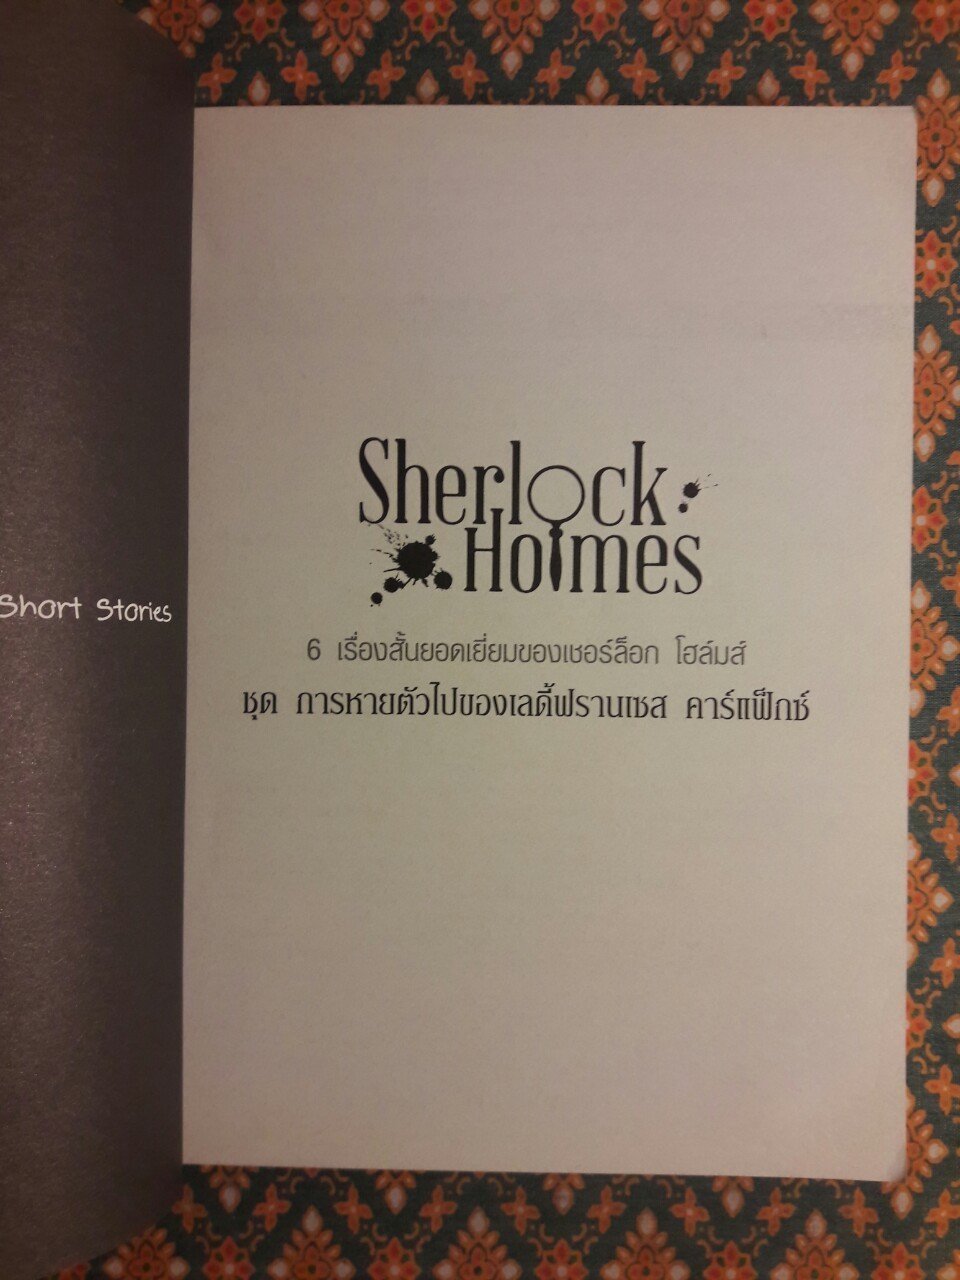 Short Stories
Sherlock
Holmes
6 เรื่องสั้นยอดเยี่ยมของเชอร์ล็อก โฮล์มส์
ชุด การหายตัวไปของเลดี้ฟรานเซส คาร์แฟ็กซ์